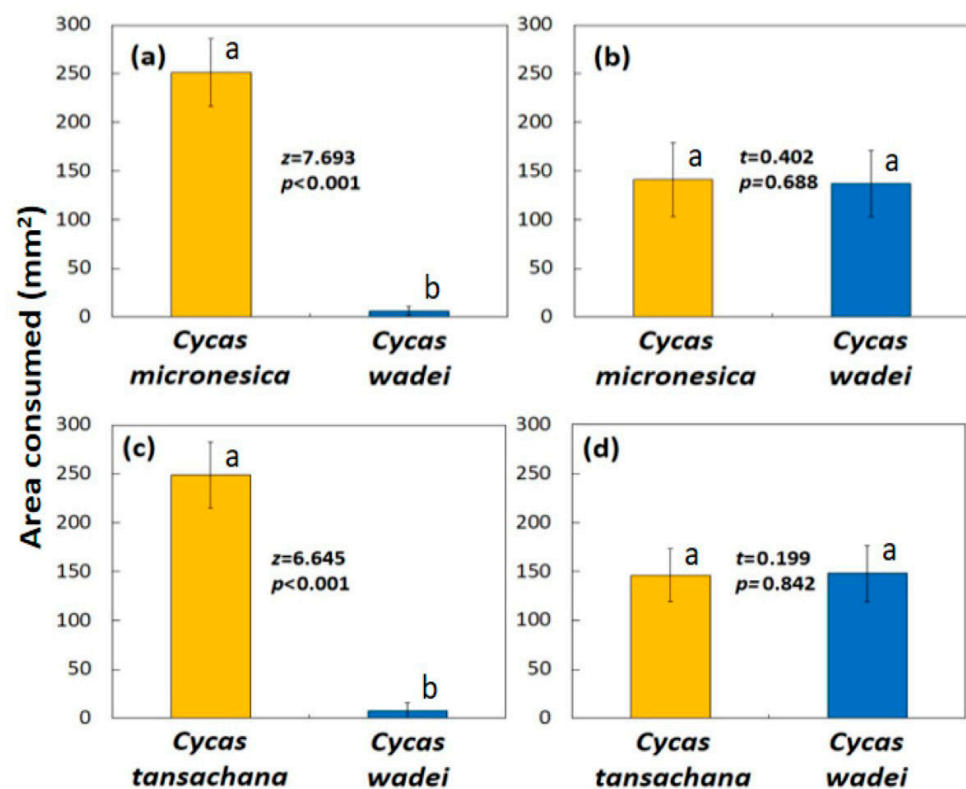 Area consumed (mm²)
300
250
200
150
100
50
0
(a)
a
z=7.693
p<0.001
b
Cycas
micronesica
Cycas
wadei
300
250
200
150
100
50
0
(b)
a
t=0.402
p=0.688
a
Cycas
micronesica
Cycas
wadei
300
250
200
150
100
50
0
(c)
a
z=6.645
p<0.001
b
Cycas
tansachana
Cycas
wadei
300
250
200
150
100
50
0
(d)
a
t=0.199
p=0.842
a
Cycas
tansachana
Cycas
wadei